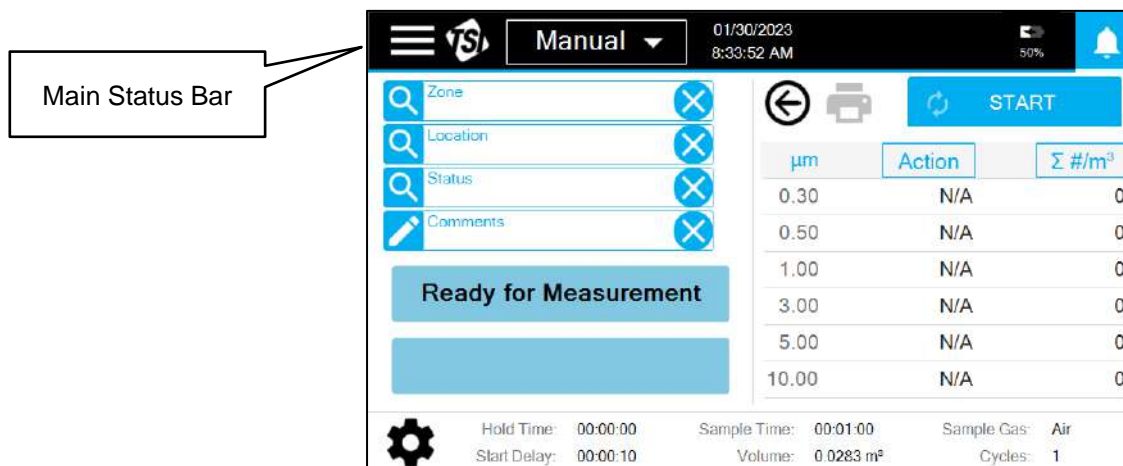 Main Status Bar
TSI Manual 01/30/2023 50%
8:33:52 AM
Zone
Location
Status
Comments
Ready for Measurement
START
µm Action Σ #/m³
0.30 N/A 0
0.50 N/A 0
1.00 N/A 0
3.00 N/A 0
5.00 N/A 0
10.00 N/A 0
Hold Time: 00:00:00 Sample Time: 00:01:00 Sample Gas: Air
Start Delay: 00:00:10 Volume: 0.0283 m³ Cycles: 1